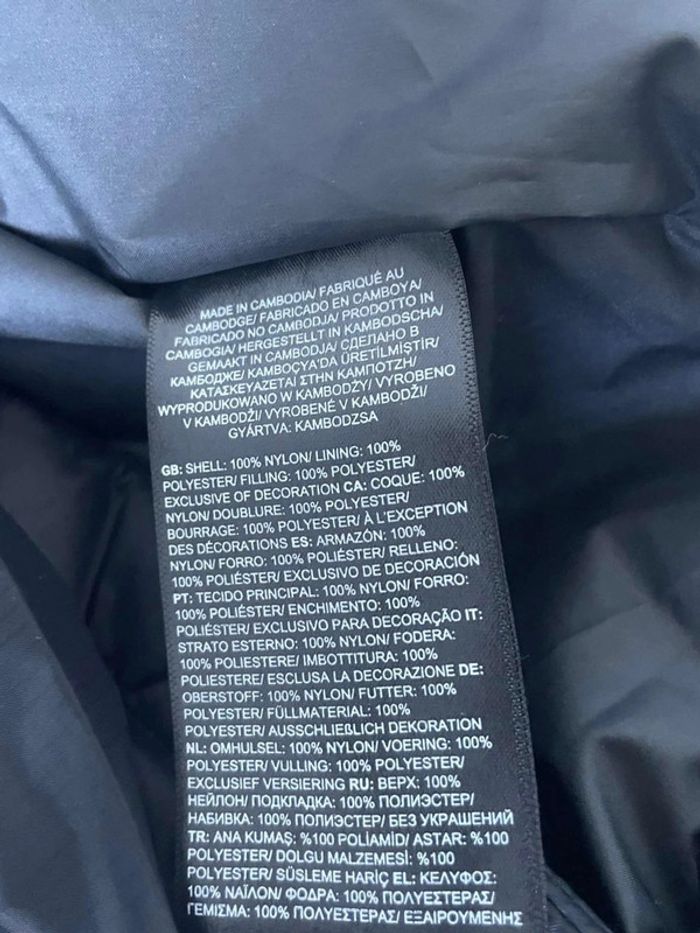 MADE IN CAMBODIA/ FABRIQUÉ AU
CAMBODGE/ FABRICADO EN CAMBOYA/
FABRICADO NO CAMBODJA/ PRODOTTO IN
CAMBOGIA/ HERGESTELLT IN KAMBODSCHA/
GEMAAKT IN CAMBODJA/ СДЕЛАНО В
КАМБОДЖЕ/ KAMBOÇYA'DA ÜRETİLMİŞTİR/
ΚΑΤΑΣΚΕΥΑΖΕΤΑΙ ΣΤΗΝ ΚΑΜΠΟΤΖΗ/
WYPRODUKOWANO W KAMBODŻY/ VYROBENO
V KAMBODŽI/ VYROBENÉ V KAMBODŽI/
GYÁRTVA: KAMBODZSA
GB: SHELL: 100% NYLON/ LINING: 100%
POLYESTER/ FILLING: 100% POLYESTER/
EXCLUSIVE OF DECORATION CA: COQUE: 100%
NYLON/ DOUBLURE: 100% POLYESTER/
BOURRAGE: 100% POLYESTER/ À L'EXCEPTION
DES DÉCORATIONS ES: ARMAZÓN: 100%
NYLON/ FORRO: 100% POLIÉSTER/ RELLENO:
100% POLIÉSTER/ EXCLUSIVO DE DECORACIÓN
PT: TECIDO PRINCIPAL: 100% NYLON/ FORRO:
100% POLIÉSTER/ ENCHIMENTO: 100%
POLIÉSTER/ EXCLUSIVO PARA DECORAÇÃO IT:
STRATO ESTERNO: 100% NYLON/ FODERA:
100% POLIESTERE/ IMBOTTITURA: 100%
POLIESTERE/ ESCLUSA LA DECORAZIONE DE:
OBERSTOFF: 100% NYLON/ FUTTER: 100%
POLYESTER/ FÜLLMATERIAL: 100%
POLYESTER/ AUSSCHLIEßLICH DEKORATION
NL: OMHULSEL: 100% NYLON/ VOERING: 100%
POLYESTER/ VULLING: 100% POLYESTER/
EXCLUSIEF VERSIERING RU: ВЕРХ: 100%
НЕЙЛОН/ ПОДКЛАДКА: 100% ПОЛИЭСТЕР/
НАБИВКА: 100% ПОЛИЭСТЕР/ БЕЗ УКРАШЕНИЙ
TR: ANA KUMAŞ: %100 POLİAMİD/ ASTAR: %100
POLYESTER/ DOLGU MALZEMESİ: %100
POLYESTER/ SÜSLEME HARİÇ EL: ΚΕΛΥΦΟΣ:
100% ΝΑΪΛΟΝ/ ΦΟΔΡΑ: 100% ΠΟΛΥΕΣΤΕΡΑΣ/
ΓΕΜΙΣΜΑ: 100% ΠΟΛΥΕΣΤΕΡΑΣ/ ΕΞΑΙΡΟΥΜΕΝΗΣ